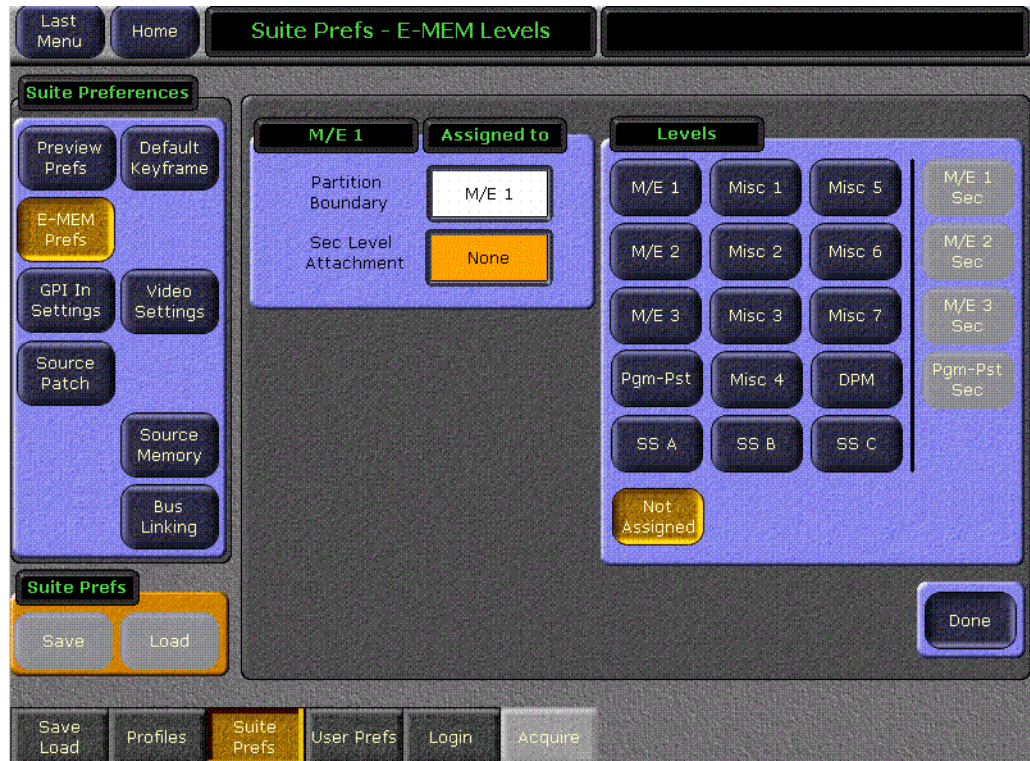 Last
Menu
Home
Suite Prefs - E-MEM Levels
Suite Preferences
Preview
Prefs
Default
Keyframe
E-MEM
Prefs
GPI In
Settings
Video
Settings
Source
Patch
Source
Memory
Bus
Linking
Suite Prefs
Save
Load
M/E 1
Assigned to
Partition
Boundary
M/E 1
Sec Level
Attachment
None
Levels
M/E 1
Misc 1
Misc 5
M/E 1
Sec
M/E 2
Misc 2
Misc 6
M/E 2
Sec
M/E 3
Misc 3
Misc 7
M/E 3
Sec
Pgm-Pst
Misc 4
DPM
Pgm-Pst
Sec
SS A
SS B
SS C
Not
Assigned
Done
Save
Load
Profiles
Suite
Prefs
User Prefs
Login
Acquire